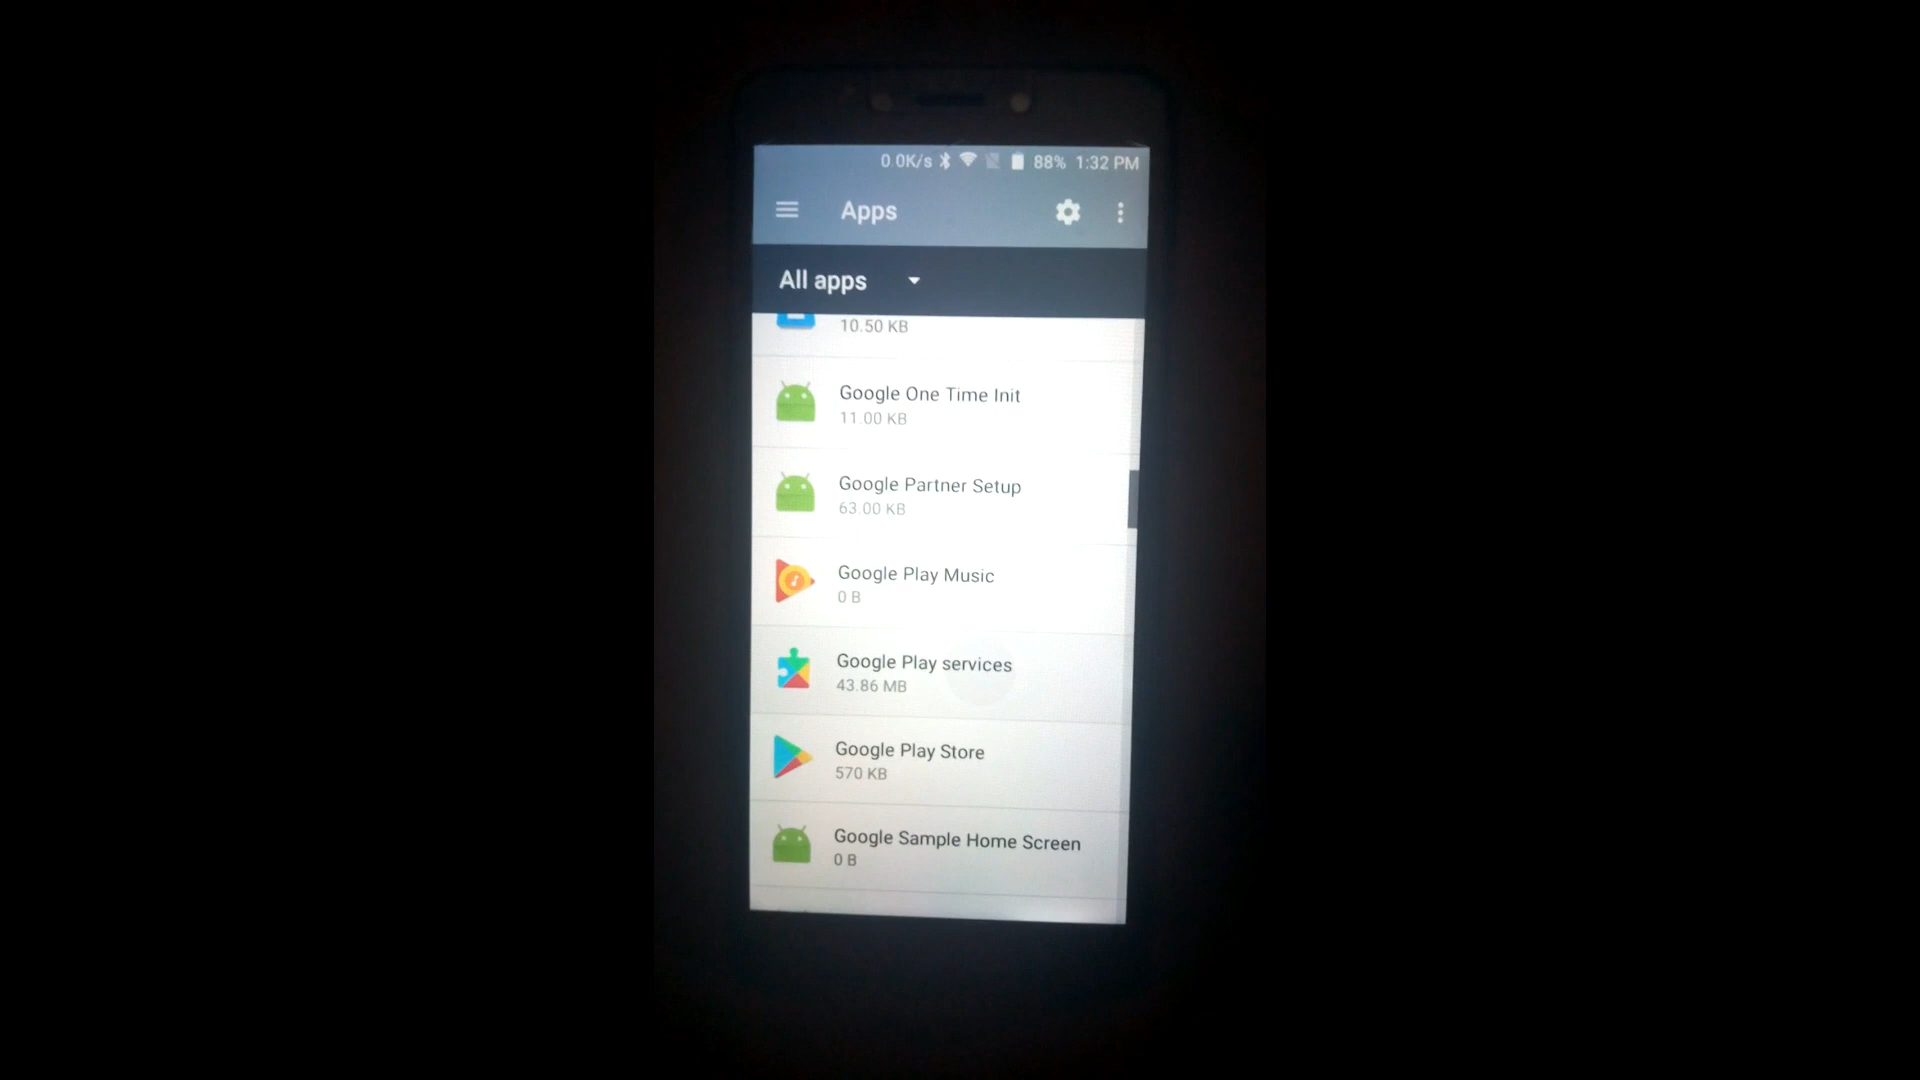 0.0K/s 88% 1:32 PM
Apps
All apps
10.50 KB
Google One Time Init
11.00 KB
Google Partner Setup
63.00 KB
Google Play Music
0 B
Google Play services
43.86 MB
Google Play Store
570 KB
Google Sample Home Screen
0 B